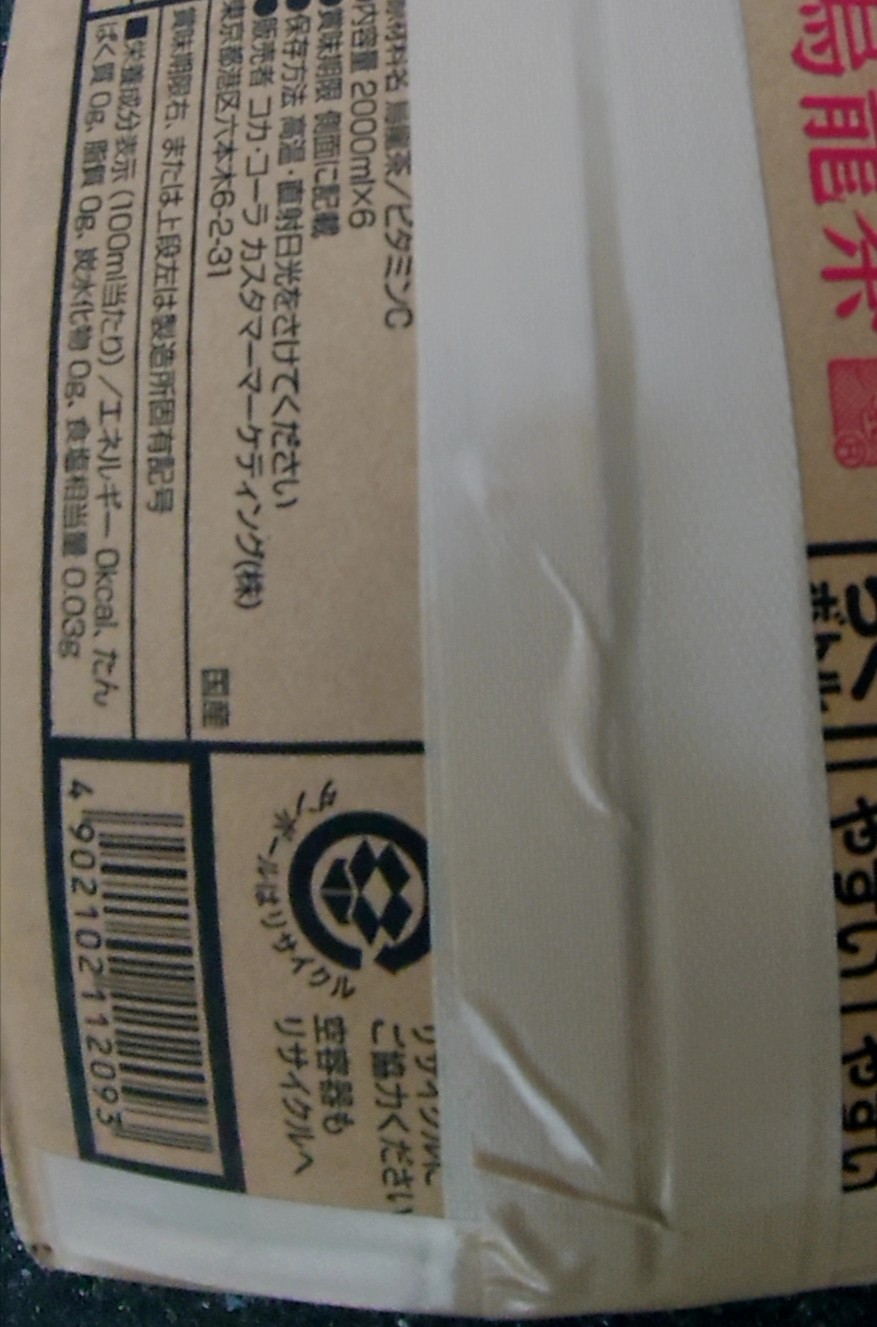 烏龍茶
®
らく
ボトル
やすい
やすい
原材料名 烏龍茶/ビタミンC
内容量 2000ml×6
●賞味期限 側面に記載
●保存方法 高温・直射日光をさけてください
●販売者 コカ・コーラ カスタマーマーケティング(株)
東京都港区六本木6-2-31
国産
賞味期限右、または上段左は製造所固有記号
■栄養成分表示(100ml当たり)/エネルギー 0kcal、たん
ぱく質 0g、脂質 0g、炭水化物 0g、食塩相当量 0.03g
ボールはリサイクル
リサイクルに
ご協力ください
空容器も
リサイクルへ
4 902102112093